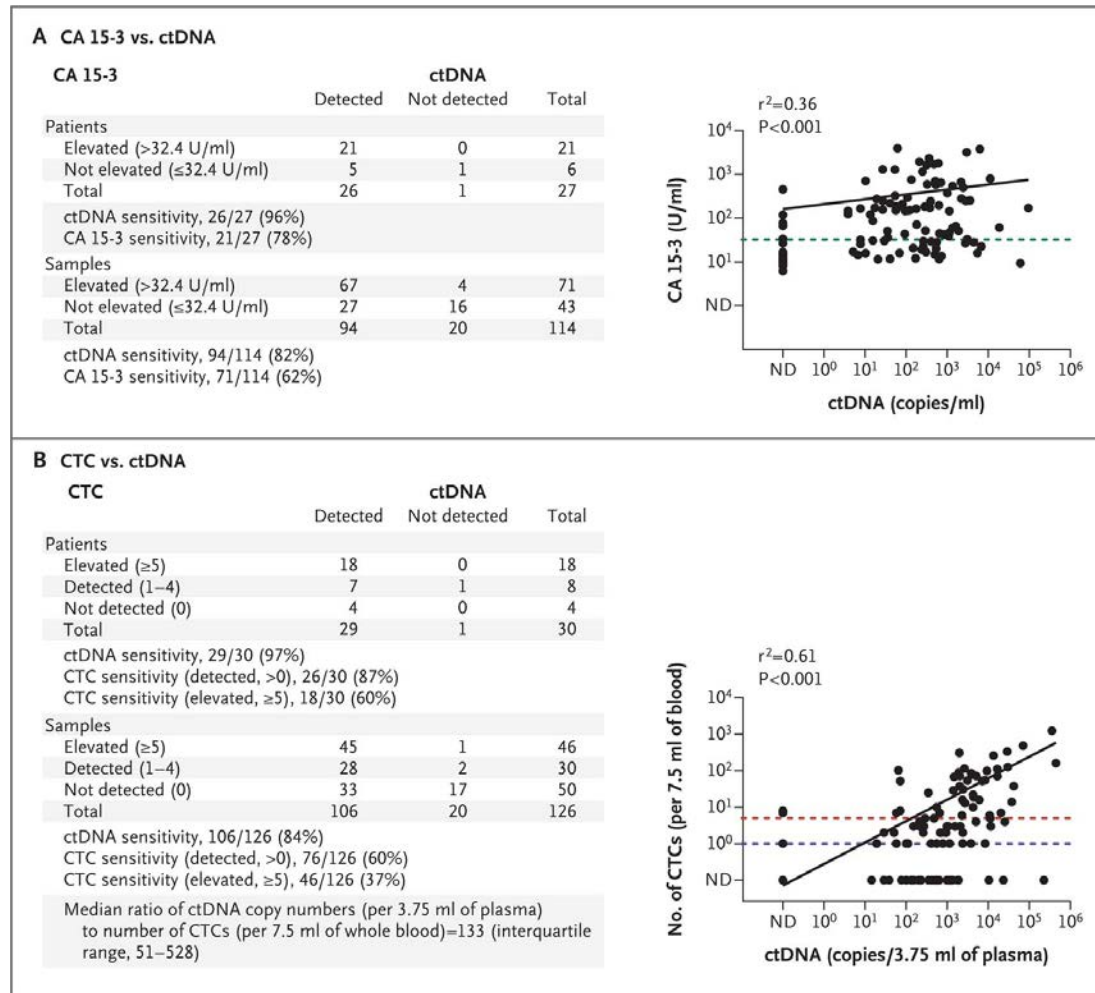 A CA 15-3 vs. ctDNA
CA 15-3 ctDNA
Detected Not detected Total
Patients
Elevated (>32.4 U/ml) 21 0 21
Not elevated (≤32.4 U/ml) 5 1 6
Total 26 1 27
ctDNA sensitivity, 26/27 (96%)
CA 15-3 sensitivity, 21/27 (78%)
Samples
Elevated (>32.4 U/ml) 67 4 71
Not elevated (≤32.4 U/ml) 27 16 43
Total 94 20 114
ctDNA sensitivity, 94/114 (82%)
CA 15-3 sensitivity, 71/114 (62%)
r²=0.36
P<0.001
CA 15-3 (U/ml)
10⁴
10³
10²
10¹
ND
ND 10⁰ 10¹ 10² 10³ 10⁴ 10⁵ 10⁶
ctDNA (copies/ml)
B CTC vs. ctDNA
CTC ctDNA
Detected Not detected Total
Patients
Elevated (≥5) 18 0 18
Detected (1–4) 7 1 8
Not detected (0) 4 0 4
Total 29 1 30
ctDNA sensitivity, 29/30 (97%)
CTC sensitivity (detected, >0), 26/30 (87%)
CTC sensitivity (elevated, ≥5), 18/30 (60%)
Samples
Elevated (≥5) 45 1 46
Detected (1–4) 28 2 30
Not detected (0) 33 17 50
Total 106 20 126
ctDNA sensitivity, 106/126 (84%)
CTC sensitivity (detected, >0), 76/126 (60%)
CTC sensitivity (elevated, ≥5), 46/126 (37%)
Median ratio of ctDNA copy numbers (per 3.75 ml of plasma)
to number of CTCs (per 7.5 ml of whole blood)=133 (interquartile
range, 51–528)
r²=0.61
P<0.001
No. of CTCs (per 7.5 ml of blood)
10⁴
10³
10²
10¹
10⁰
ND
ND 10⁰ 10¹ 10² 10³ 10⁴ 10⁵ 10⁶
ctDNA (copies/3.75 ml of plasma)